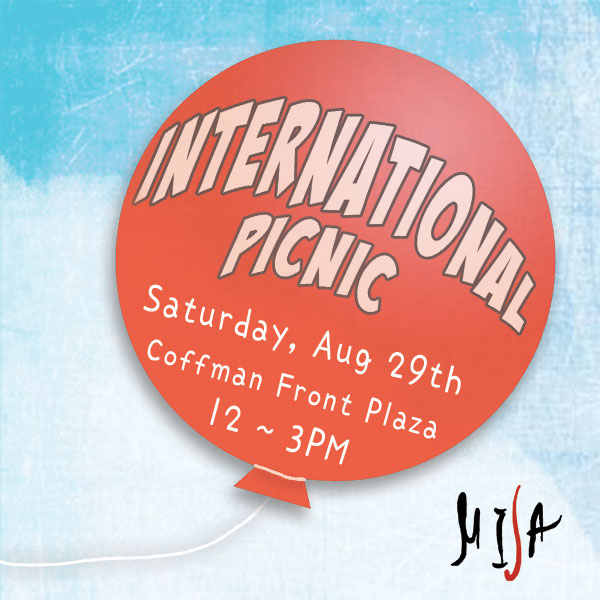 INTERNATIONAL
PICNIC
Saturday, Aug 29th
Coffman Front Plaza
12 ~ 3PM
MISA